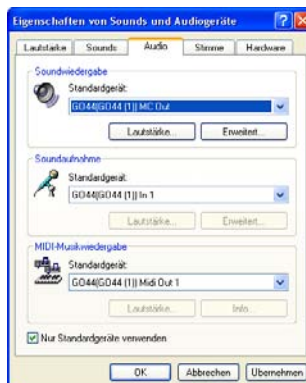 Eigenschaften von Sounds und Audiogeräte
Lautstärke Sounds Audio Stimme Hardware
Soundwiedergabe
Standardgerät:
GO44|GO44 (1)| MC Out
Lautstärke... Erweitert...
Soundaufnahme
Standardgerät:
GO44|GO44 (1)| In 1
Lautstärke... Erweitert...
MIDI-Musikwiedergabe
Standardgerät:
GO44|GO44 (1)| Midi Out 1
Lautstärke... Info...
Nur Standardgeräte verwenden
OK Abbrechen Übernehmen